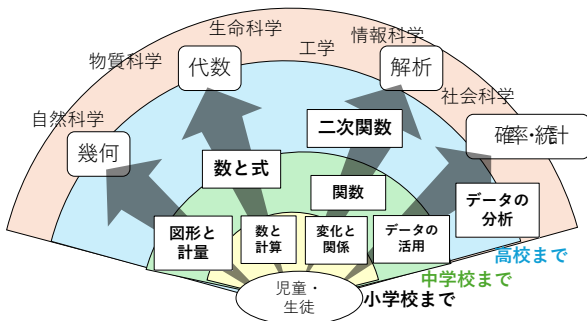 生命科学
工学
情報科学
物質科学
代数
解析
社会科学
自然科学
幾何
二次関数
確率・統計
数と式
関数
データの
分析
図形と
計量
数と
計算
変化と
関係
データの
活用
高校まで
中学校まで
小学校まで
児童・
生徒